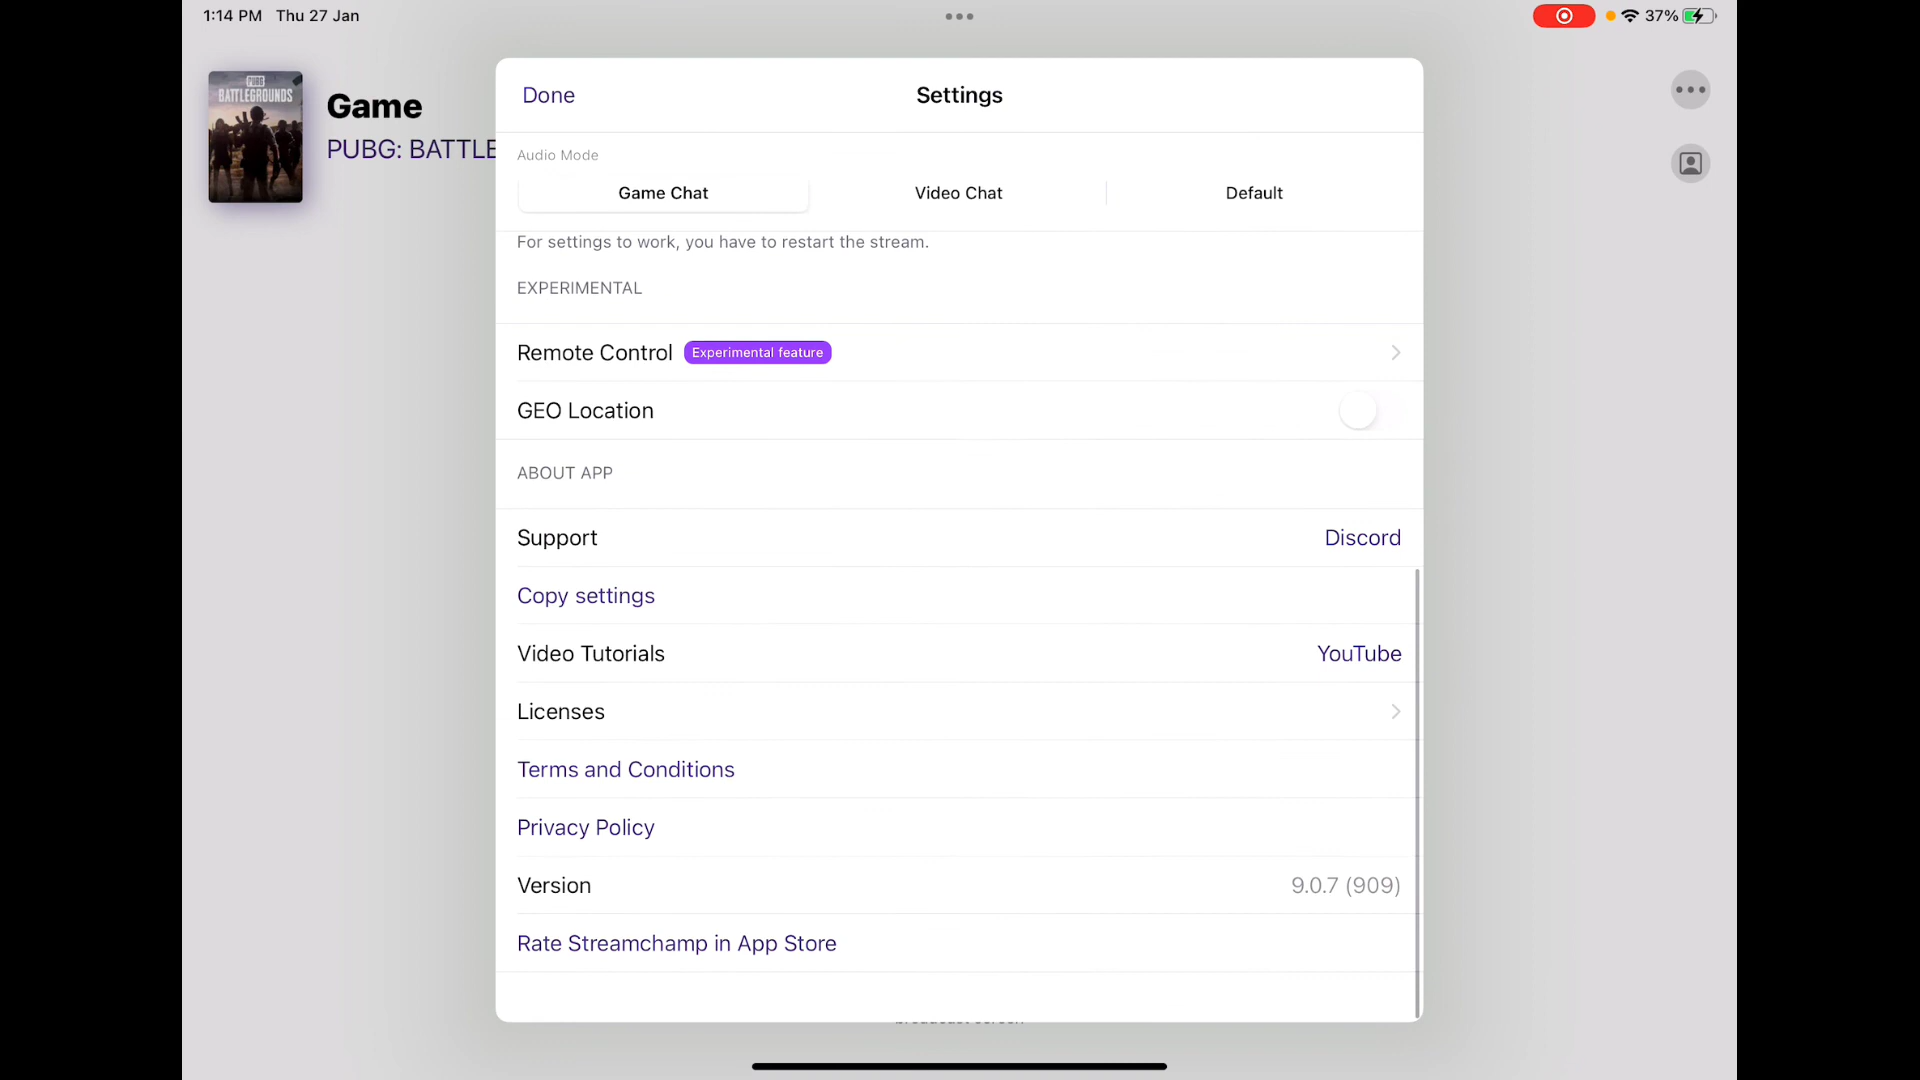 1:14 PM Thu 27 Jan
37%
PUBG
BATTLEGROUNDS
Game
PUBG: BATTLE
Done
Settings
Audio Mode
Game Chat
Video Chat
Default
For settings to work, you have to restart the stream.
EXPERIMENTAL
Remote Control Experimental feature
GEO Location
ABOUT APP
Support Discord
Copy settings
Video Tutorials YouTube
Licenses
Terms and Conditions
Privacy Policy
Version 9.0.7 (909)
Rate Streamchamp in App Store
broadcast screen